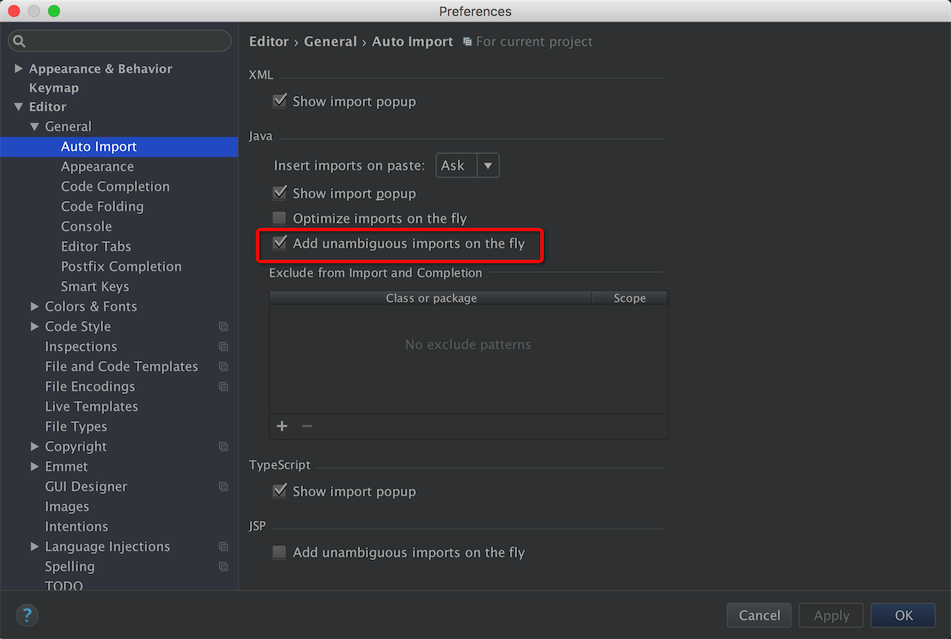 Preferences
Editor › General › Auto Import For current project
Appearance & Behavior
Keymap
Editor
General
Auto Import
Appearance
Code Completion
Code Folding
Console
Editor Tabs
Postfix Completion
Smart Keys
Colors & Fonts
Code Style
Inspections
File and Code Templates
File Encodings
Live Templates
File Types
Copyright
Emmet
GUI Designer
Images
Intentions
Language Injections
Spelling
TODO
XML
Show import popup
Java
Insert imports on paste: Ask
Show import popup
Optimize imports on the fly
Add unambiguous imports on the fly
Exclude from Import and Completion
Class or package Scope
No exclude patterns
TypeScript
Show import popup
JSP
Add unambiguous imports on the fly
? Cancel Apply OK